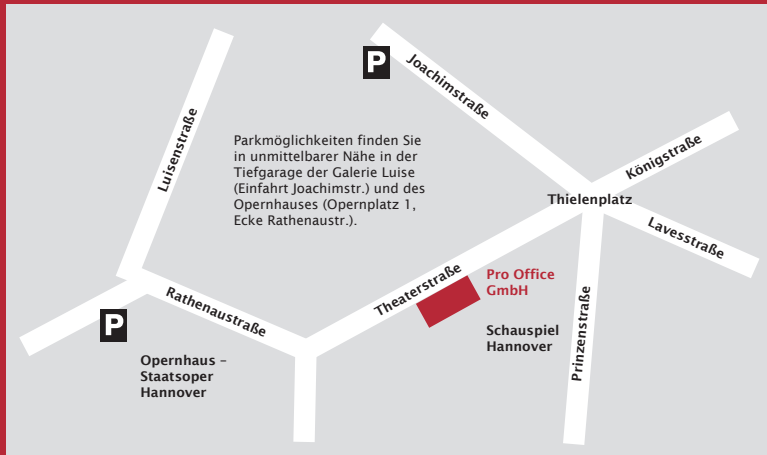 P
Joachimstraße
Luisenstraße
Parkmöglichkeiten finden Sie
in unmittelbarer Nähe in der
Tiefgarage der Galerie Luise
(Einfahrt Joachimstr.) und des
Opernhauses (Opernplatz 1,
Ecke Rathenaustr.).
Königstraße
Thielenplatz
Lavesstraße
Theaterstraße
Pro Office
GmbH
Rathenaustraße
Prinzenstraße
P
Schauspiel
Hannover
Opernhaus –
Staatsoper
Hannover